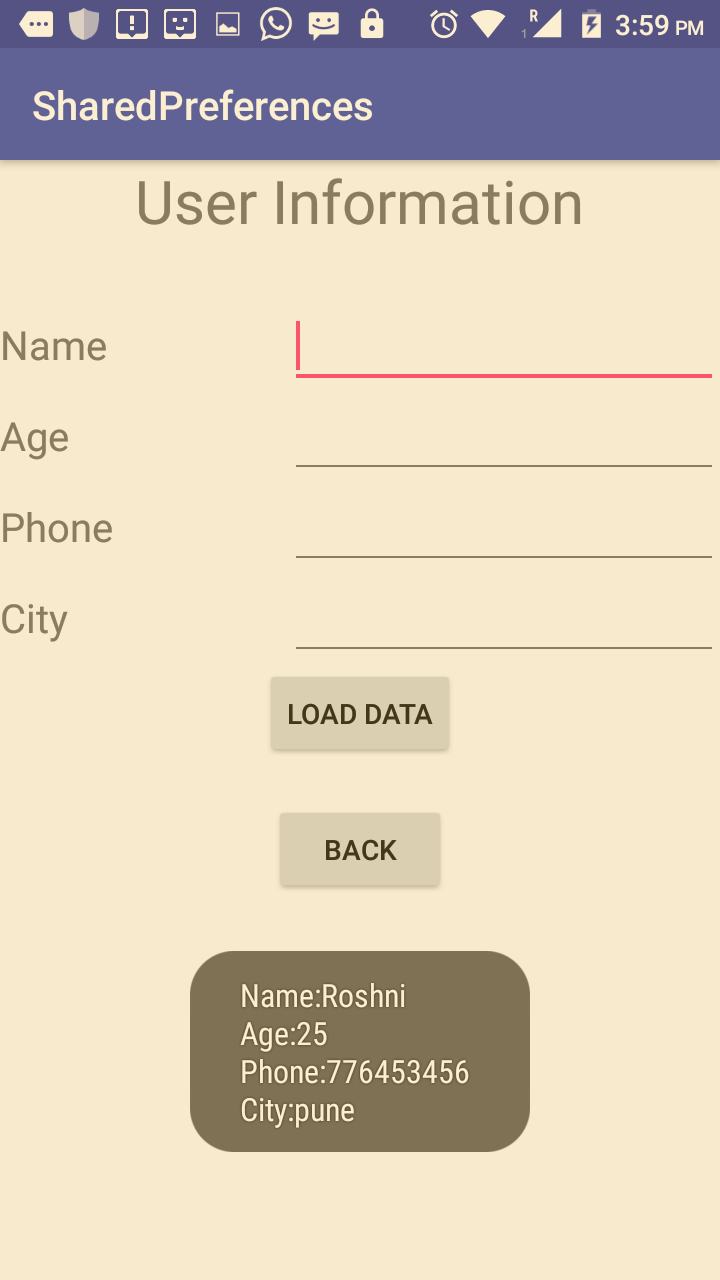 3:59 PM
R
1
SharedPreferences
User Information
Name
Age
Phone
City
LOAD DATA
BACK
Name:Roshni
Age:25
Phone:776453456
City:pune